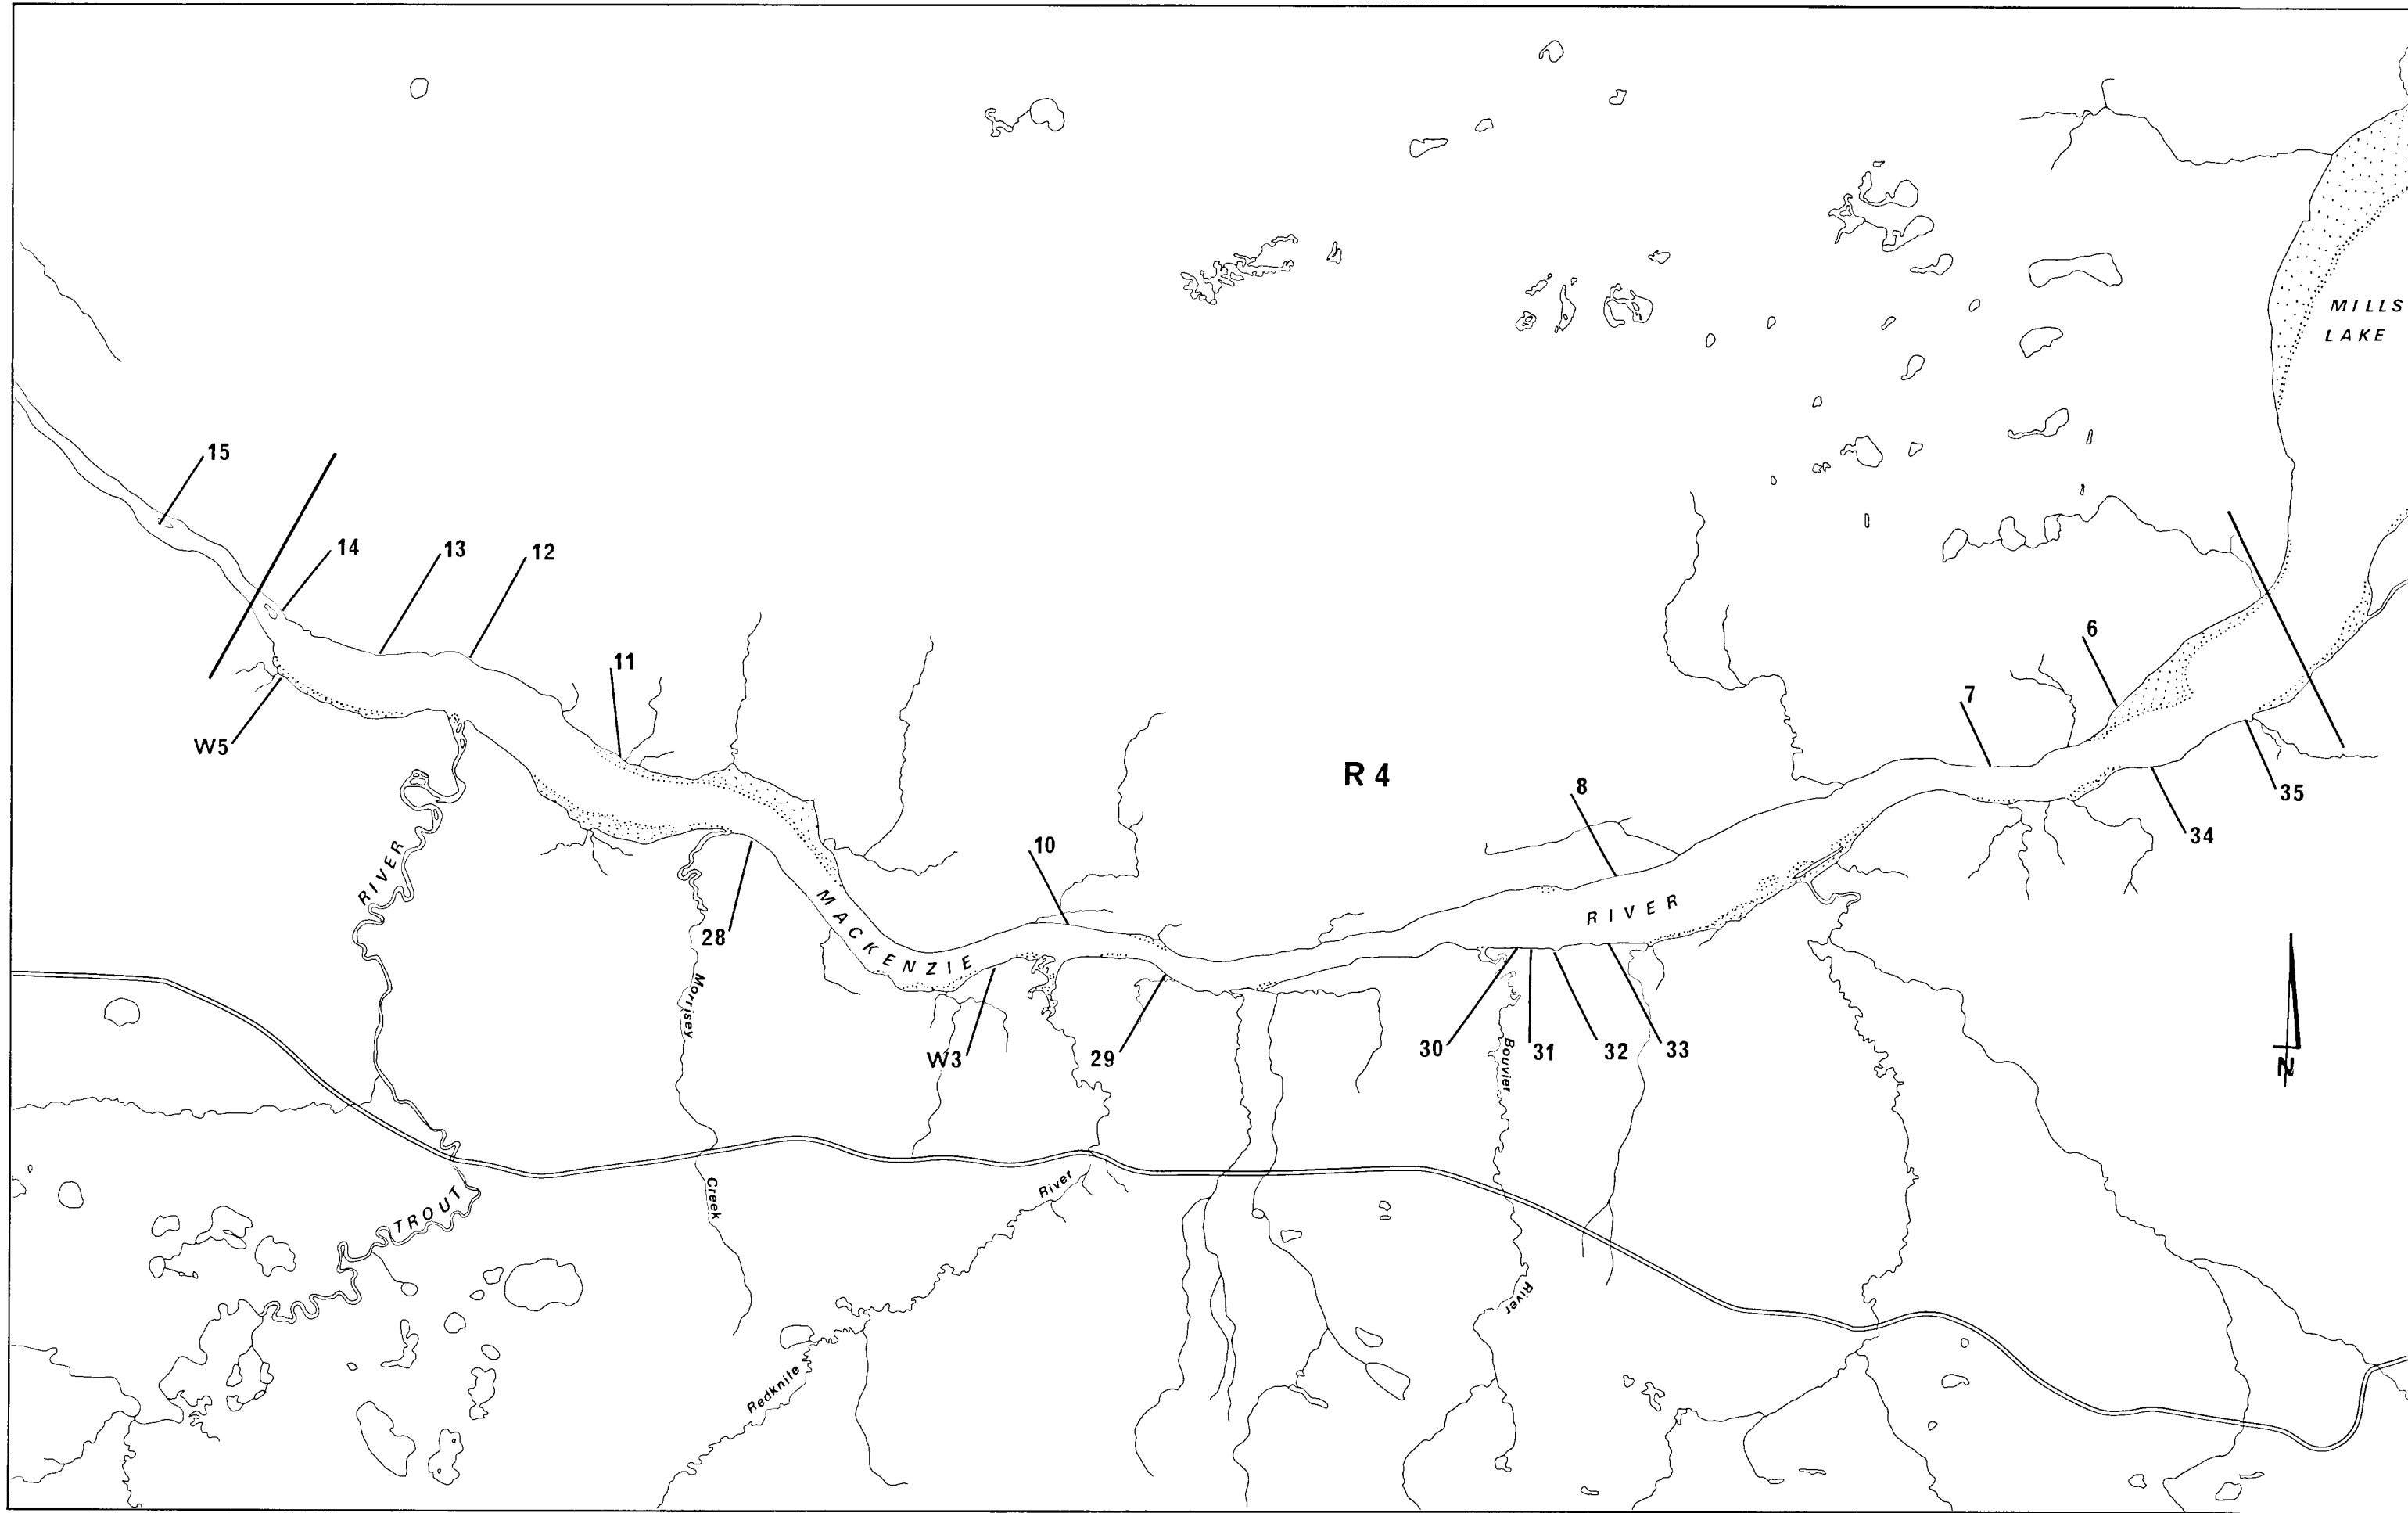 MILLS
LAKE
15
14
13
12
11
6
7
W5
R 4
8
35
10
34
RIVER
MACKENZIE
RIVER
28
Morrisey
W3
29
30
Bouvier
31
32
33
N
TROUT
Creek
River
River
Redknife